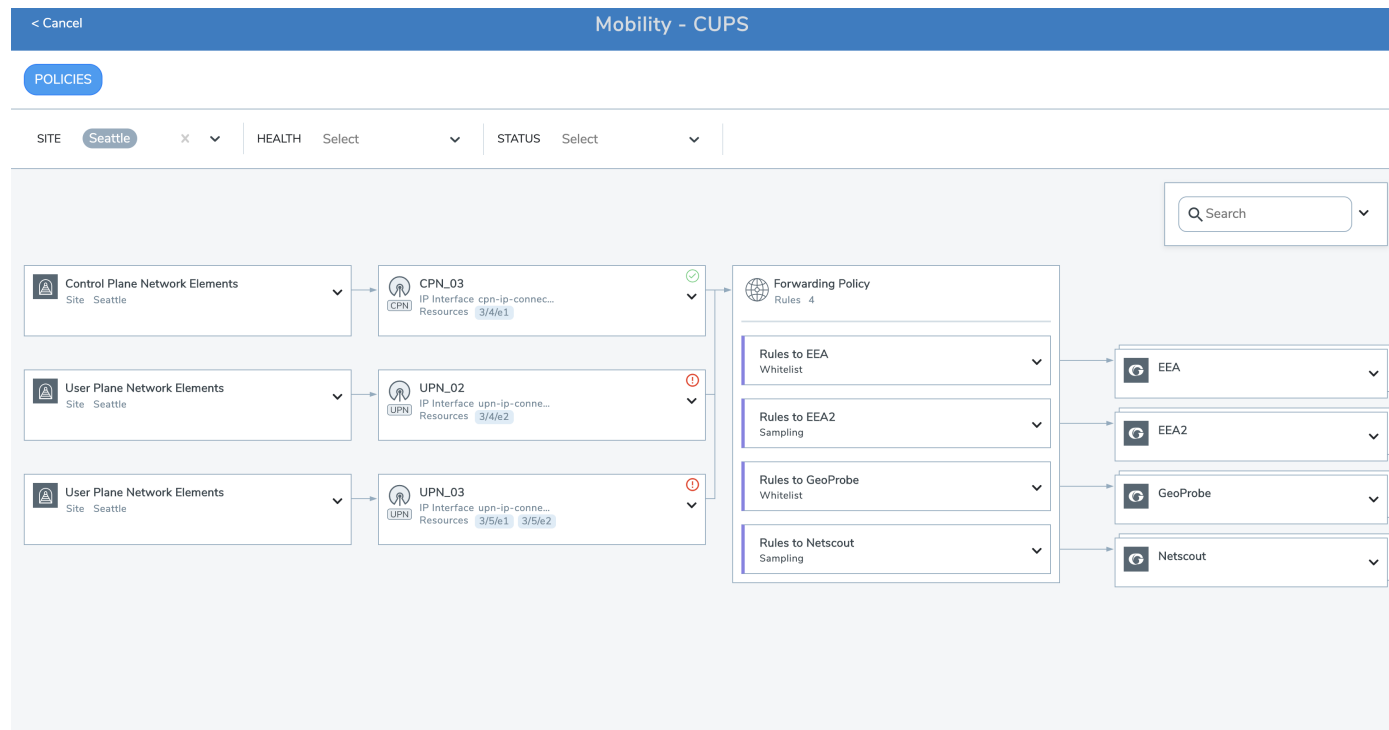 < Cancel
Mobility - CUPS
POLICIES
SITE Seattle x HEALTH Select STATUS Select
Search
Control Plane Network Elements
Site Seattle
CPN
CPN_03
IP Interface cpn-ip-connec...
Resources 3/4/e1
Forwarding Policy
Rules 4
Rules to EEA
Whitelist
EEA
User Plane Network Elements
Site Seattle
UPN
UPN_02
IP Interface upn-ip-conne...
Resources 3/4/e2
Rules to EEA2
Sampling
EEA2
User Plane Network Elements
Site Seattle
UPN
UPN_03
IP Interface upn-ip-conne...
Resources 3/5/e1 3/5/e2
Rules to GeoProbe
Whitelist
GeoProbe
Rules to Netscout
Sampling
Netscout